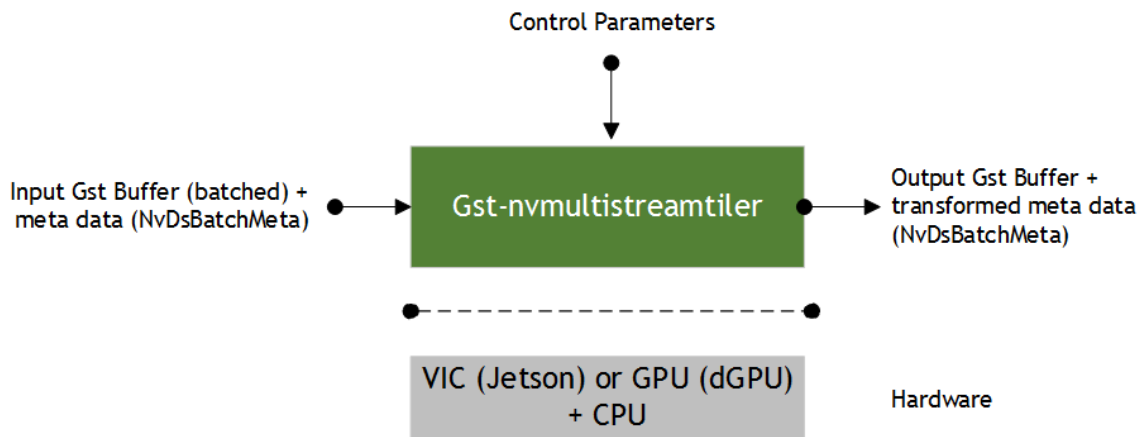 Control Parameters
Input Gst Buffer (batched) +
meta data (NvDsBatchMeta)
Gst-nvmultistreamtiler
Output Gst Buffer +
transformed meta data
(NvDsBatchMeta)
VIC (Jetson) or GPU (dGPU)
+ CPU
Hardware